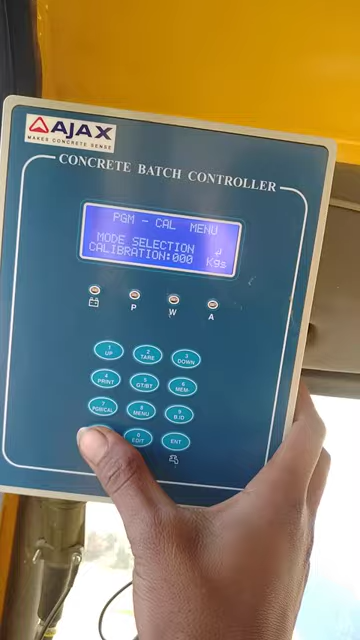 AJAX
MAKES CONCRETE SENSE
CONCRETE BATCH CONTROLLER
PGM - CAL MENU
MODE SELECTION ↲
CALIBRATION:000 KGs
P W A
1 UP
2 TARE
3 DOWN
4 PRINT
5 GT/BT
6 MEM-
7 PGM/CAL
8 MENU
9 B.ID
0 EDIT
ENT